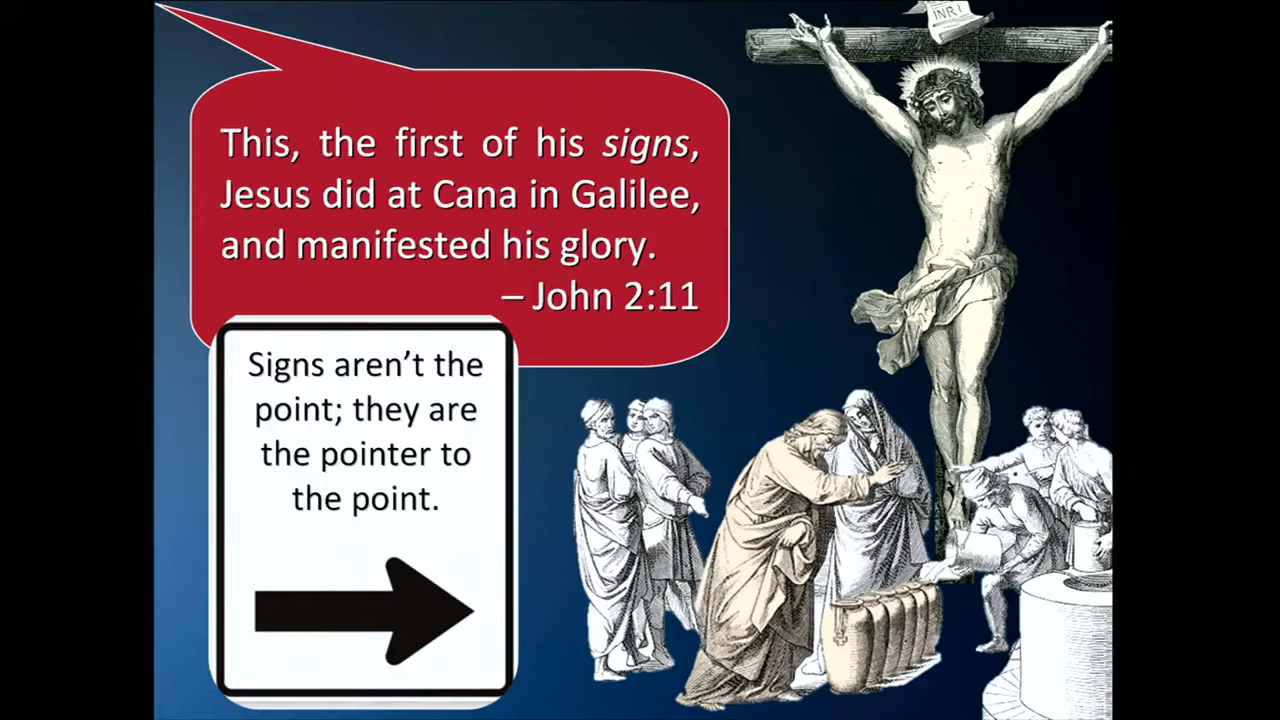 INRI
This, the first of his signs,
Jesus did at Cana in Galilee,
and manifested his glory.
– John 2:11
Signs aren’t the
point; they are
the pointer to
the point.